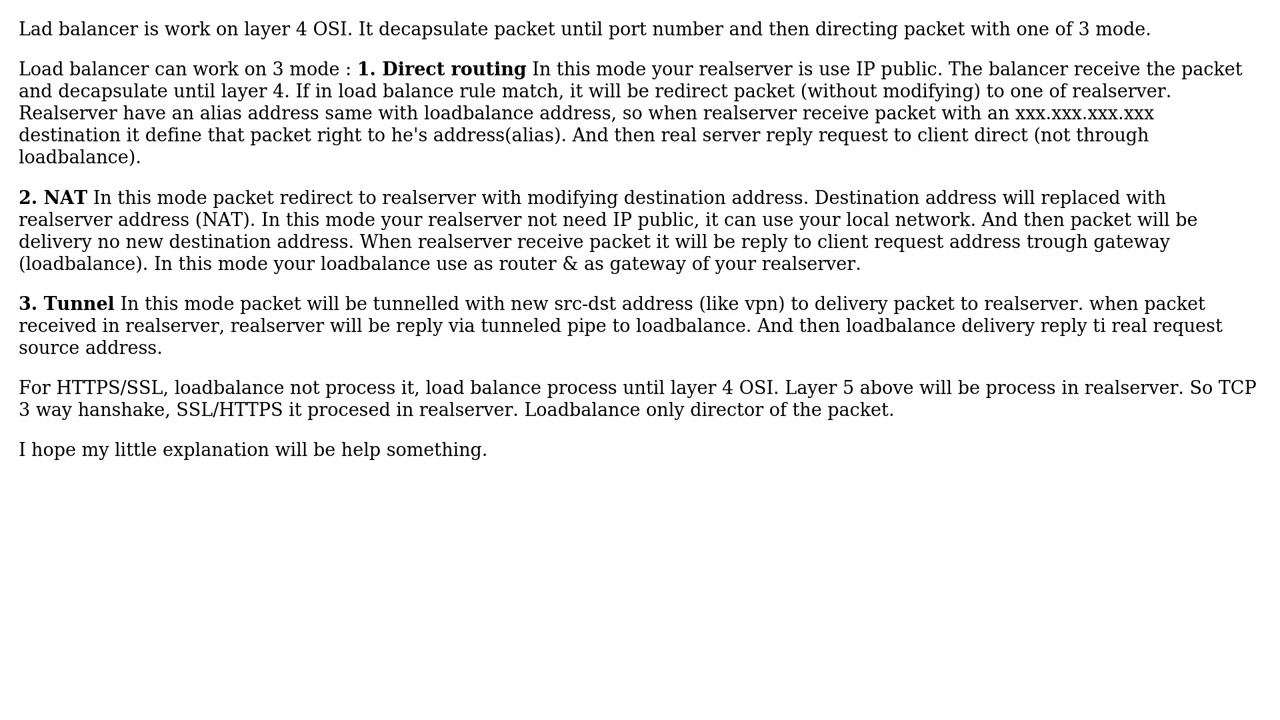 Lad balancer is work on layer 4 OSI. It decapsulate packet until port number and then directing packet with one of 3 mode.
Load balancer can work on 3 mode : 1. Direct routing In this mode your realserver is use IP public. The balancer receive the packet
and decapsulate until layer 4. If in load balance rule match, it will be redirect packet (without modifying) to one of realserver.
Realserver have an alias address same with loadbalance address, so when realserver receive packet with an xxx.xxx.xxx.xxx
destination it define that packet right to he's address(alias). And then real server reply request to client direct (not through
loadbalance).
2. NAT In this mode packet redirect to realserver with modifying destination address. Destination address will replaced with
realserver address (NAT). In this mode your realserver not need IP public, it can use your local network. And then packet will be
delivery no new destination address. When realserver receive packet it will be reply to client request address trough gateway
(loadbalance). In this mode your loadbalance use as router & as gateway of your realserver.
3. Tunnel In this mode packet will be tunnelled with new src-dst address (like vpn) to delivery packet to realserver. when packet
received in realserver, realserver will be reply via tunneled pipe to loadbalance. And then loadbalance delivery reply ti real request
source address.
For HTTPS/SSL, loadbalance not process it, load balance process until layer 4 OSI. Layer 5 above will be process in realserver. So TCP
3 way hanshake, SSL/HTTPS it procesed in realserver. Loadbalance only director of the packet.
I hope my little explanation will be help something.